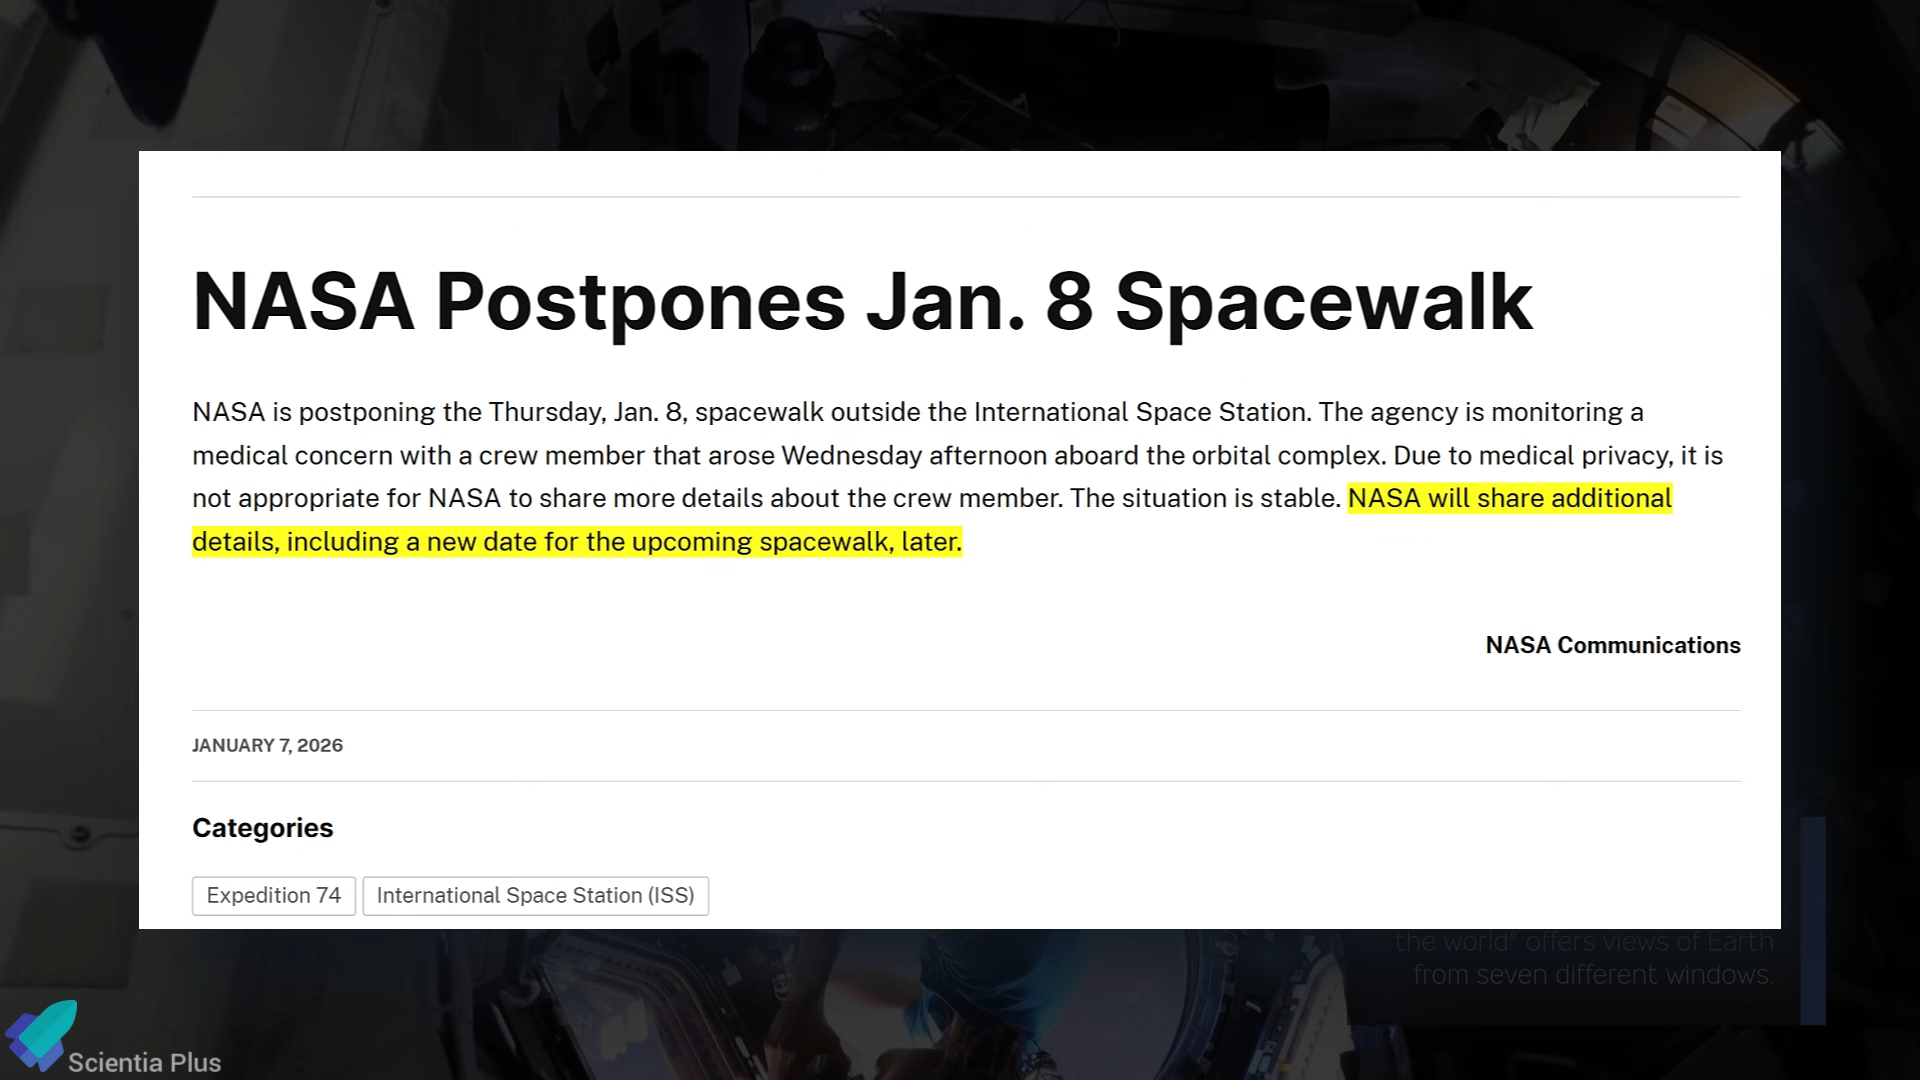 NASA Postpones Jan. 8 Spacewalk
NASA is postponing the Thursday, Jan. 8, spacewalk outside the International Space Station. The agency is monitoring a
medical concern with a crew member that arose Wednesday afternoon aboard the orbital complex. Due to medical privacy, it is
not appropriate for NASA to share more details about the crew member. The situation is stable. NASA will share additional
details, including a new date for the upcoming spacewalk, later.
NASA Communications
JANUARY 7, 2026
Categories
Expedition 74
International Space Station (ISS)
the world" offers views of Earth
from seven different windows.
Scientia Plus